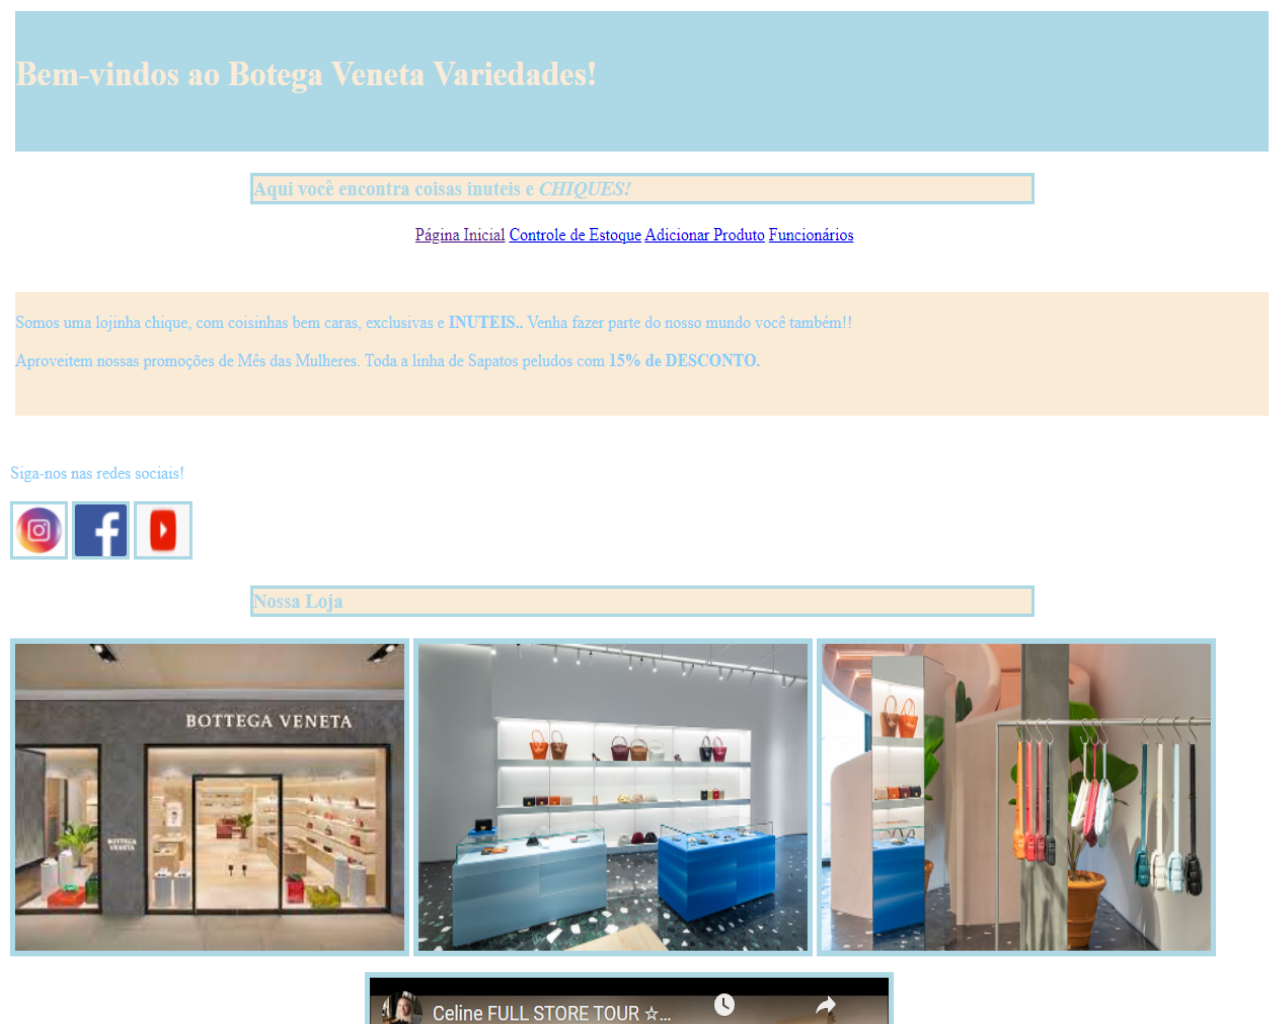 Bem-vindos ao Botega Veneta Variedades!
Aqui você encontra coisas inuteis e CHIQUES!
Página Inicial Controle de Estoque Adicionar Produto Funcionários
Somos uma lojinha chique, com coisinhas bem caras, exclusivas e INUTEIS.. Venha fazer parte do nosso mundo você também!!
Aproveitem nossas promoções de Mês das Mulheres. Toda a linha de Sapatos peludos com 15% de DESCONTO.
Siga-nos nas redes sociais!
Nossa Loja
BOTTEGA VENETA
BOTTEGA
VENETA
Celine FULL STORE TOUR ☆...